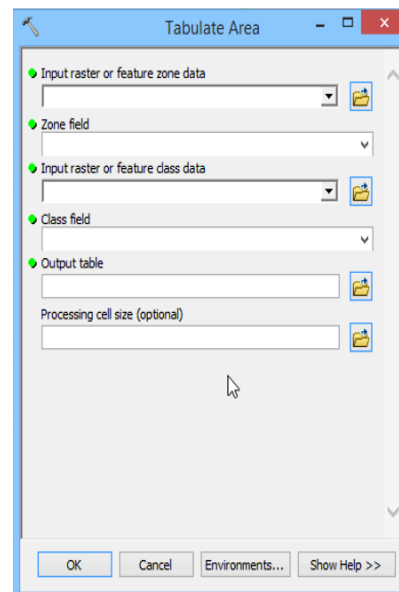 Tabulate Area
Input raster or feature zone data
Zone field
Input raster or feature class data
Class field
Output table
Processing cell size (optional)
OK Cancel Environments... Show Help >>